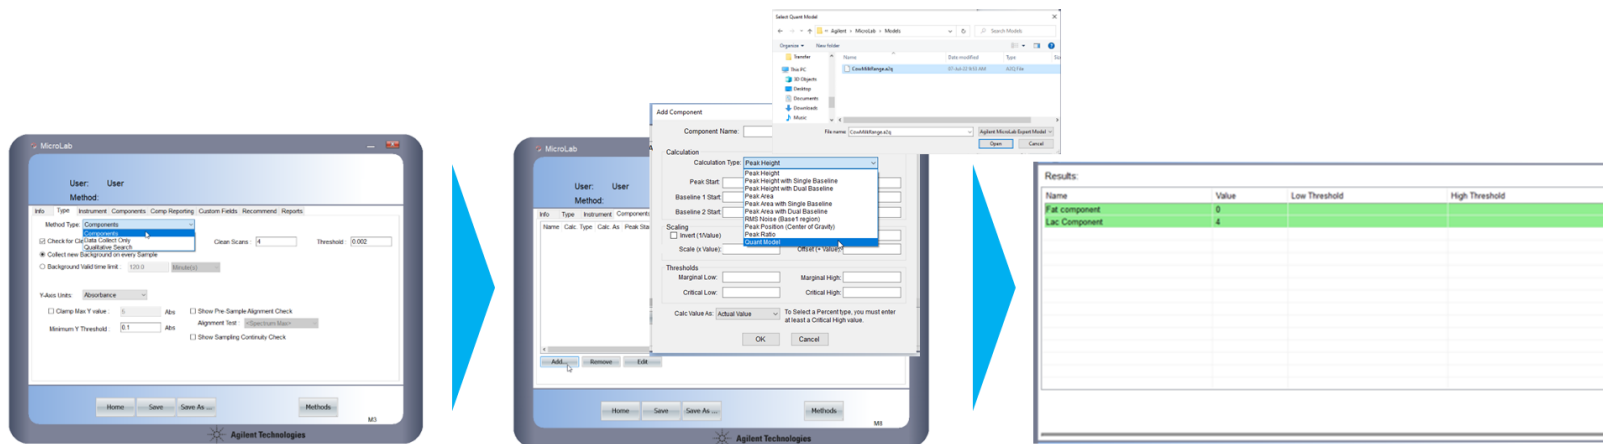 MicroLab
User: User
Method:
Info Type Instrument Components Comp Reporting Custom Fields Recommend Reports
Method Type: Components
Components
Data Collect Only
Qualitative Search
Check for Cle
Clean Scans: 4 Threshold: 0.002
Collect new Background on every Sample
Background Valid time limit: 120.0 Minute(s)
Y-Axis Units: Absorbance
Clamp Max Y value: 6 Abs Show Pre-Sample Alignment Check
Alignment Test: <Spectrum Max>
Minimum Y Threshold: 0.1 Abs
Show Sampling Continuity Check
Home Save Save As ... Methods
M3
Agilent Technologies
MicroLab
User: User
Method:
Info Type Instrument Components
Name Calc. Type Calc. As Peak Sta
Add... Remove Edit
Home Save Save As ... Methods
M8
Agilent Technologies
Add Component
Component Name:
Calculation
Calculation Type: Peak Height
Peak Height
Peak Height with Single Baseline
Peak Height with Dual Baseline
Peak Area
Peak Area with Single Baseline
Peak Area with Dual Baseline
RMS Noise (Base1 region)
Peak Position (Center of Gravity)
Peak Ratio
Quant Model
Peak Start:
Baseline 1 Start:
Baseline 2 Start:
Scaling
Invert (1/Value)
Scale (x Value): Offset (+ Value):
Thresholds
Marginal Low: Marginal High:
Critical Low: Critical High:
Calc Value As: Actual Value To Select a Percent type, you must enter
at least a Critical High value.
OK Cancel
Select Quant Model
Agilent MicroLab Models Search Models
Organize New folder
Transfer
This PC
3D Objects
Desktop
Documents
Downloads
Music
Name Date modified Type
CowMilkRange.a2q
File name: CowMilkRange.a2q Agilent MicroLab Expert Model
Open Cancel
Results:
Name Value Low Threshold High Threshold
Fat component 0
Lac Component 4